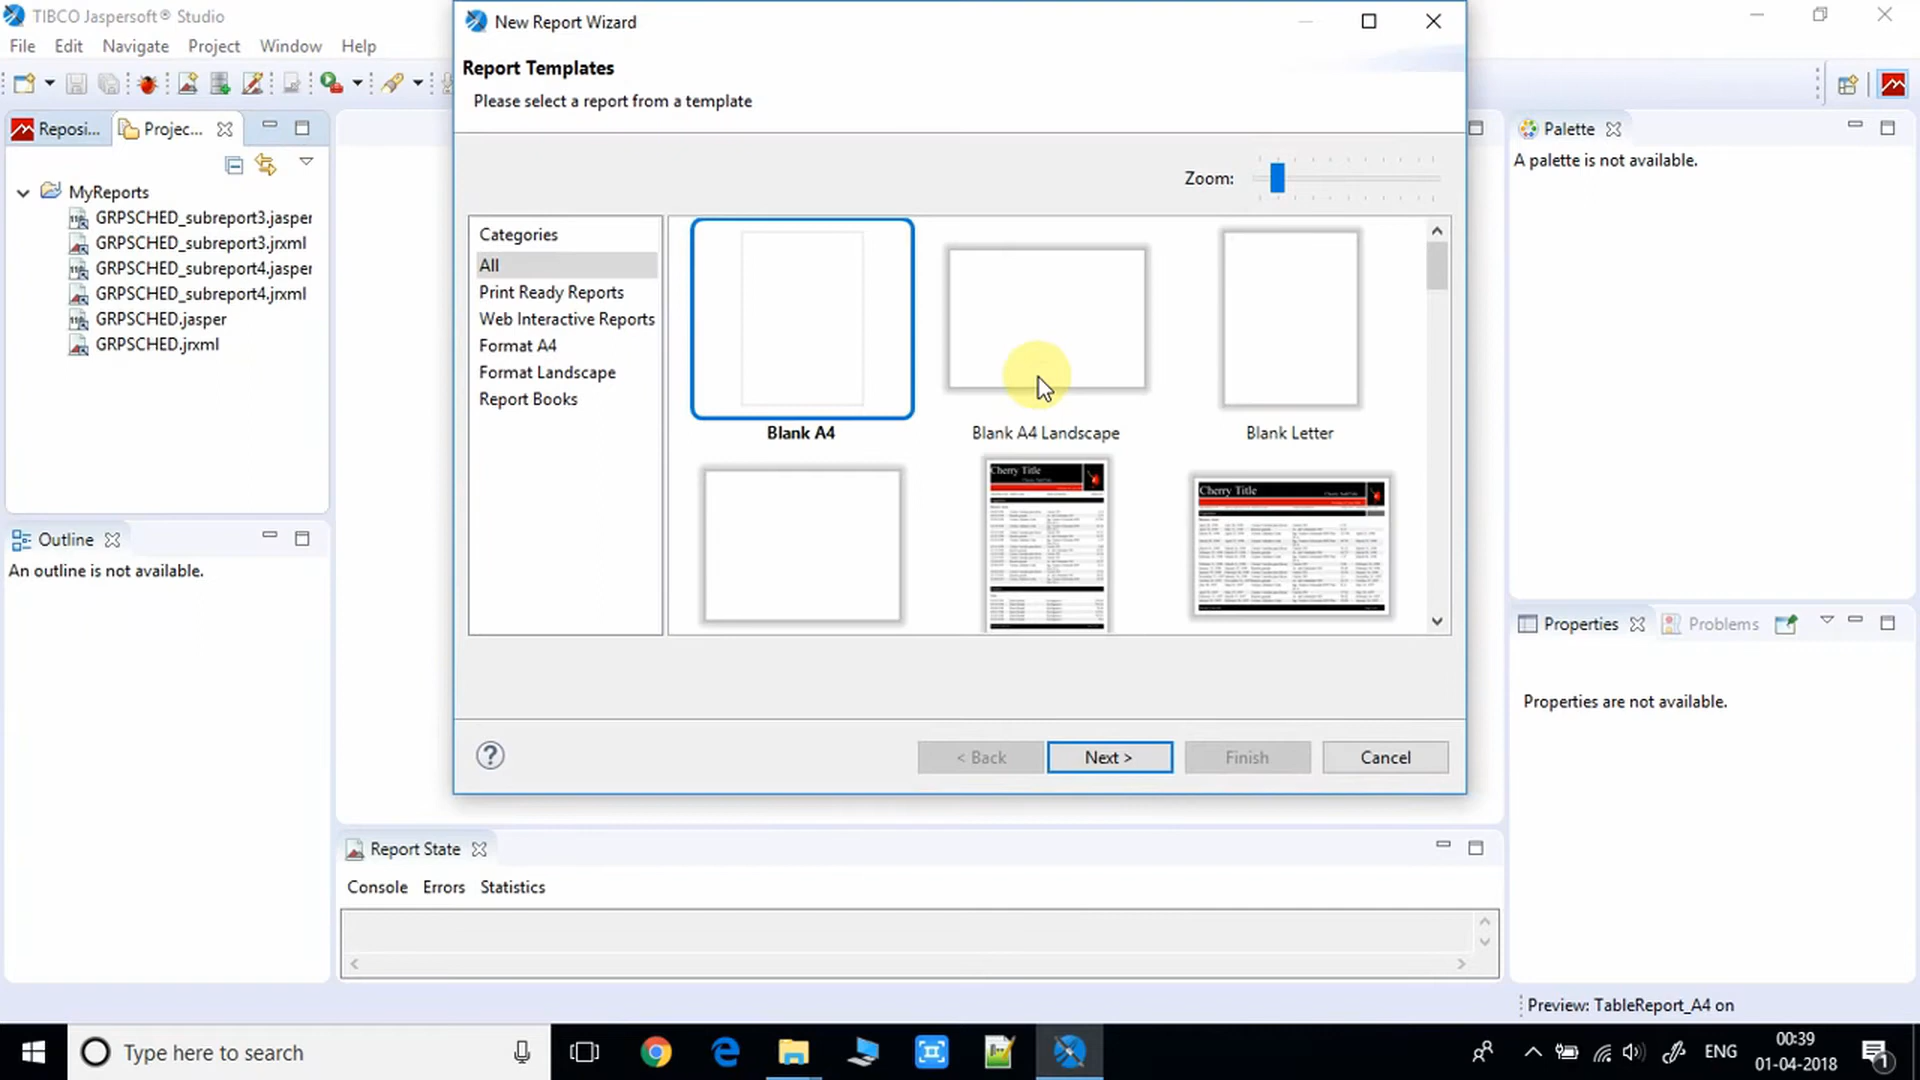 TIBCO Jaspersoft® Studio
File Edit Navigate Project Window Help
Reposi...
Projec...
MyReports
GRPSCHED_subreport3.jasper
GRPSCHED_subreport3.jrxml
GRPSCHED_subreport4.jasper
GRPSCHED_subreport4.jrxml
GRPSCHED.jasper
GRPSCHED.jrxml
Outline
An outline is not available.
New Report Wizard
Report Templates
Please select a report from a template
Zoom:
Categories
All
Print Ready Reports
Web Interactive Reports
Format A4
Format Landscape
Report Books
Blank A4
Blank A4 Landscape
Blank Letter
Cherry Title
Cherry Title
< Back
Next >
Finish
Cancel
Palette
A palette is not available.
Properties
Problems
Properties are not available.
Report State
Console Errors Statistics
Preview: TableReport_A4 on
Type here to search
ENG
00:39
01-04-2018
1